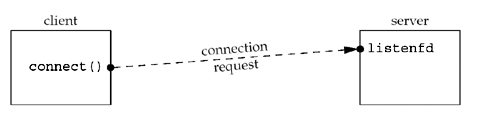 client
server
connect()
connection
request
listenfd